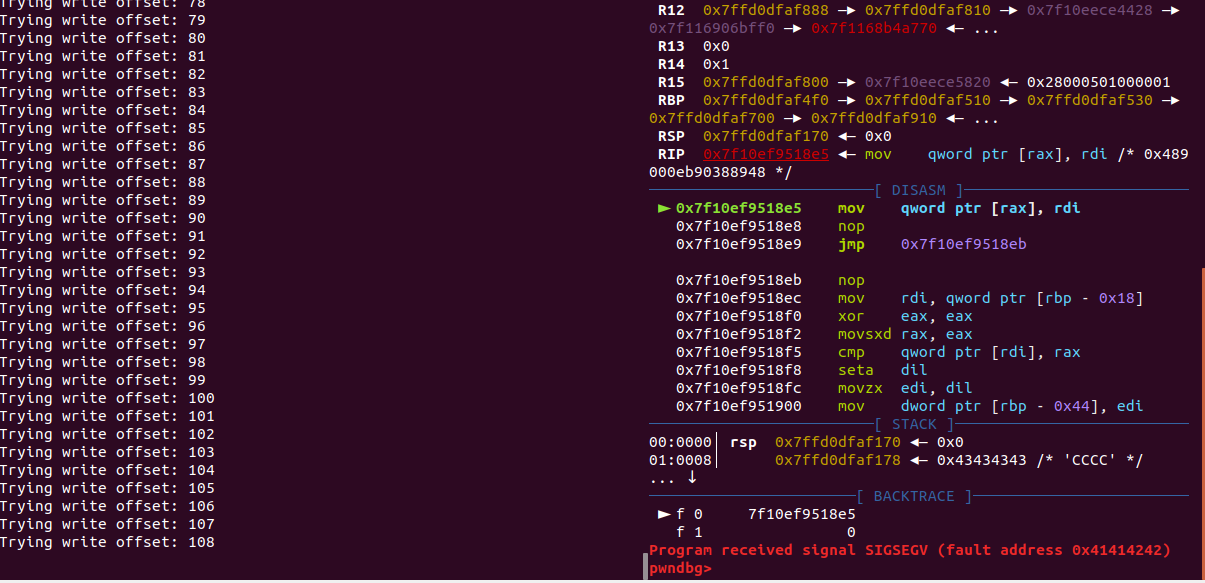 Trying write offset: 78
Trying write offset: 79
Trying write offset: 80
Trying write offset: 81
Trying write offset: 82
Trying write offset: 83
Trying write offset: 84
Trying write offset: 85
Trying write offset: 86
Trying write offset: 87
Trying write offset: 88
Trying write offset: 89
Trying write offset: 90
Trying write offset: 91
Trying write offset: 92
Trying write offset: 93
Trying write offset: 94
Trying write offset: 95
Trying write offset: 96
Trying write offset: 97
Trying write offset: 98
Trying write offset: 99
Trying write offset: 100
Trying write offset: 101
Trying write offset: 102
Trying write offset: 103
Trying write offset: 104
Trying write offset: 105
Trying write offset: 106
Trying write offset: 107
Trying write offset: 108
R12  0x7ffd0dfaf888 —► 0x7ffd0dfaf810 —► 0x7f10eece4428 —►
0x7f116906bff0 —► 0x7f1168b4a770 ◄— ...
R13  0x0
R14  0x1
R15  0x7ffd0dfaf800 —► 0x7f10eece5820 ◄— 0x28000501000001
RBP  0x7ffd0dfaf4f0 —► 0x7ffd0dfaf510 —► 0x7ffd0dfaf530 —►
0x7ffd0dfaf700 —► 0x7ffd0dfaf910 ◄— ...
RSP  0x7ffd0dfaf170 ◄— 0x0
RIP  0x7f10ef9518e5 ◄— mov    qword ptr [rax], rdi /* 0x489
000eb90388948 */
[ DISASM ]
► 0x7f10ef9518e5    mov    qword ptr [rax], rdi
0x7f10ef9518e8    nop
0x7f10ef9518e9    jmp    0x7f10ef9518eb
0x7f10ef9518eb    nop
0x7f10ef9518ec    mov    rdi, qword ptr [rbp - 0x18]
0x7f10ef9518f0    xor    eax, eax
0x7f10ef9518f2    movsxd rax, eax
0x7f10ef9518f5    cmp    qword ptr [rdi], rax
0x7f10ef9518f8    seta   dil
0x7f10ef9518fc    movzx  edi, dil
0x7f10ef951900    mov    dword ptr [rbp - 0x44], edi
[ STACK ]
00:0000│ rsp  0x7ffd0dfaf170 ◄— 0x0
01:0008│      0x7ffd0dfaf178 ◄— 0x43434343 /* 'CCCC' */
... ↓
[ BACKTRACE ]
► f 0     7f10ef9518e5
f 1                0
Program received signal SIGSEGV (fault address 0x41414242)
pwndbg>